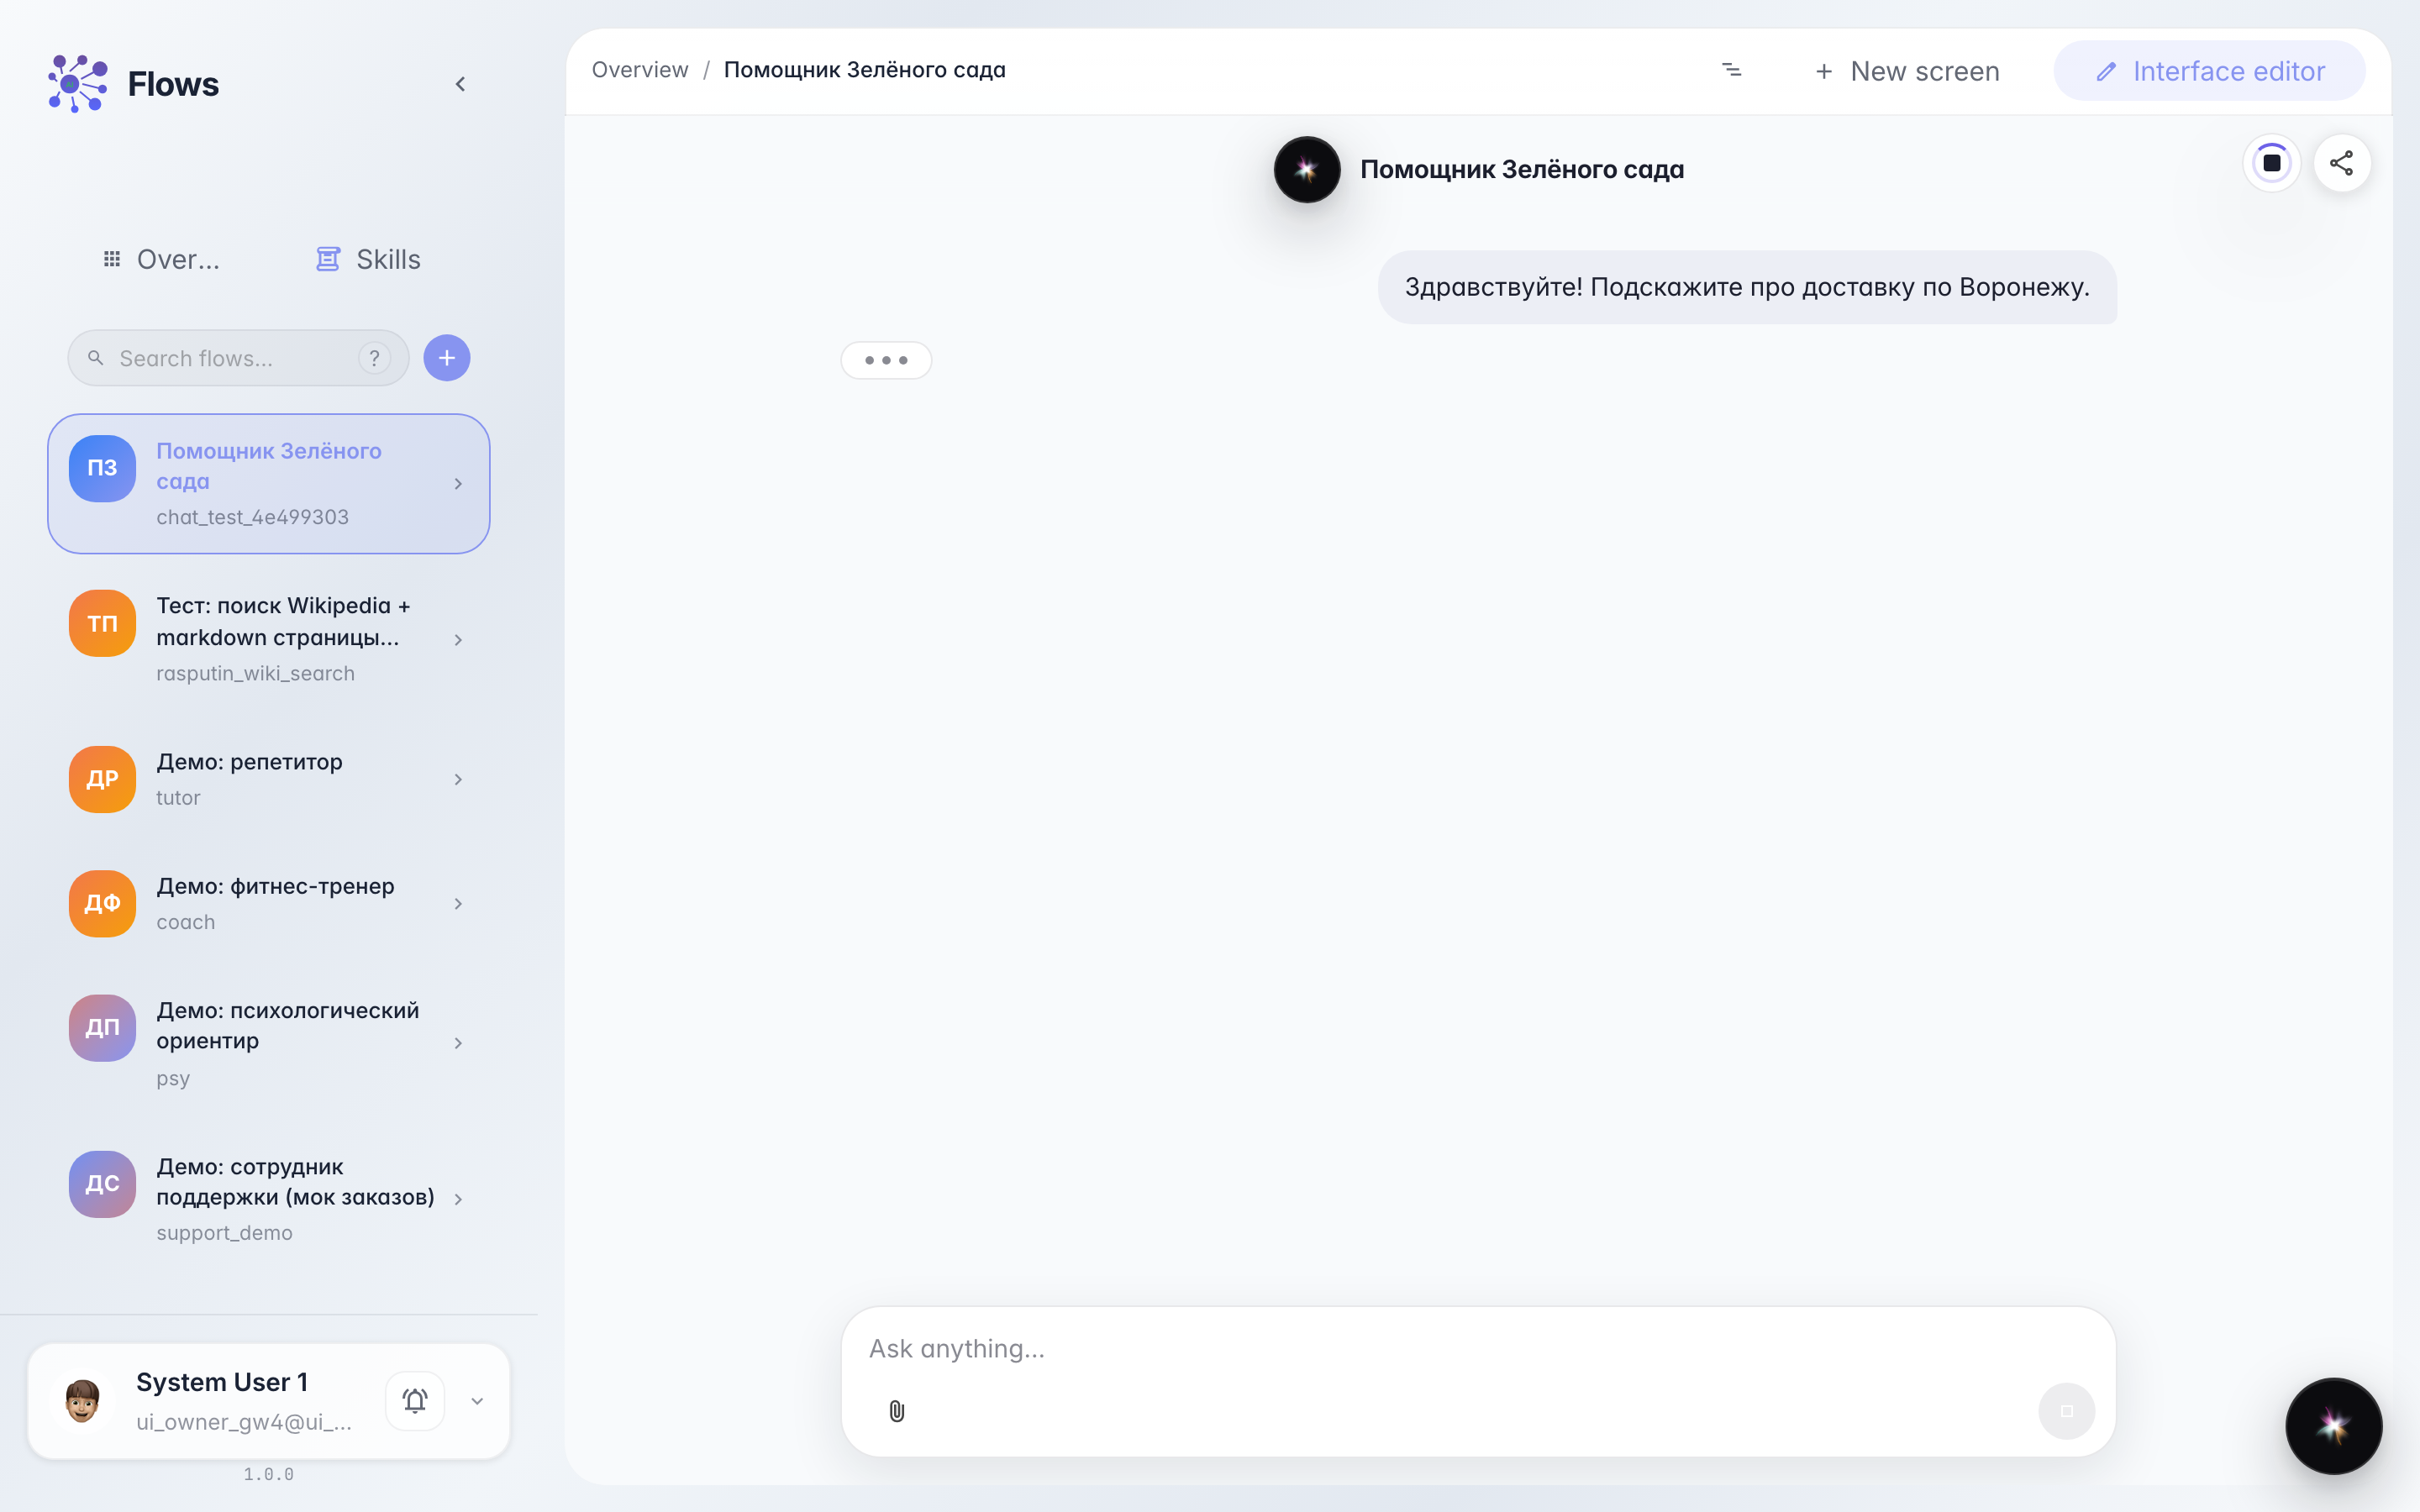 Flows
Over...
Skills
Search flows...
?
ПЗ
Помощник Зелёного
сада
chat_test_4e499303
ТП
Тест: поиск Wikipedia +
markdown страницы...
rasputin_wiki_search
ДР
Демо: репетитор
tutor
ДФ
Демо: фитнес-тренер
coach
ДП
Демо: психологический
ориентир
psy
ДС
Демо: сотрудник
поддержки (мок заказов)
support_demo
System User 1
ui_owner_gw4@ui_...
1.0.0
Overview / Помощник Зелёного сада
New screen
Interface editor
Помощник Зелёного сада
Здравствуйте! Подскажите про доставку по Воронежу.
Ask anything...